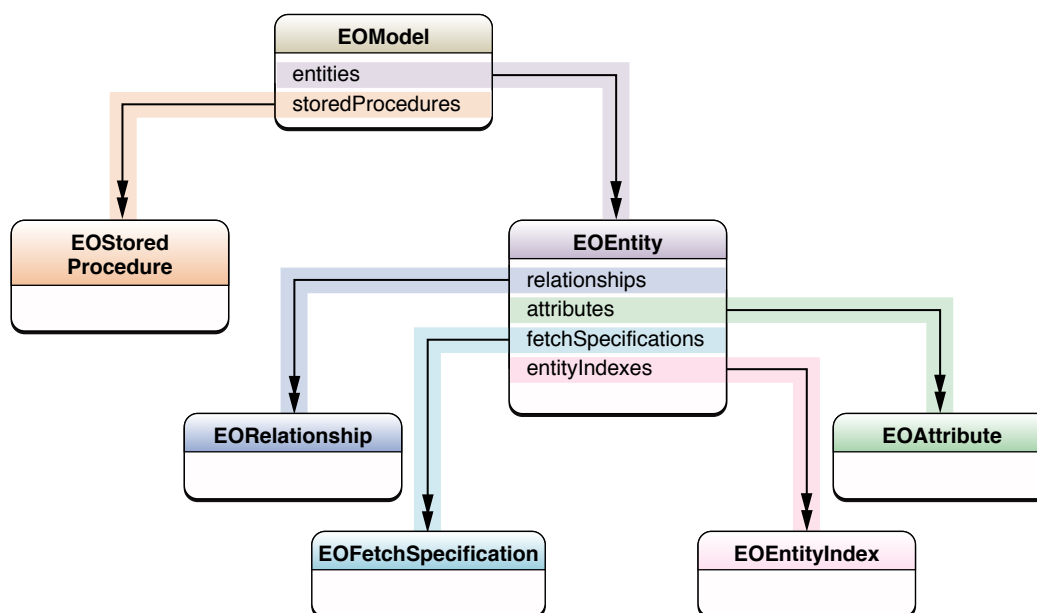 EOModel
entities
storedProcedures
EOStored
Procedure
EOEntity
relationships
attributes
fetchSpecifications
entityIndexes
EORelationship
EOAttribute
EOFetchSpecification
EOEntityIndex